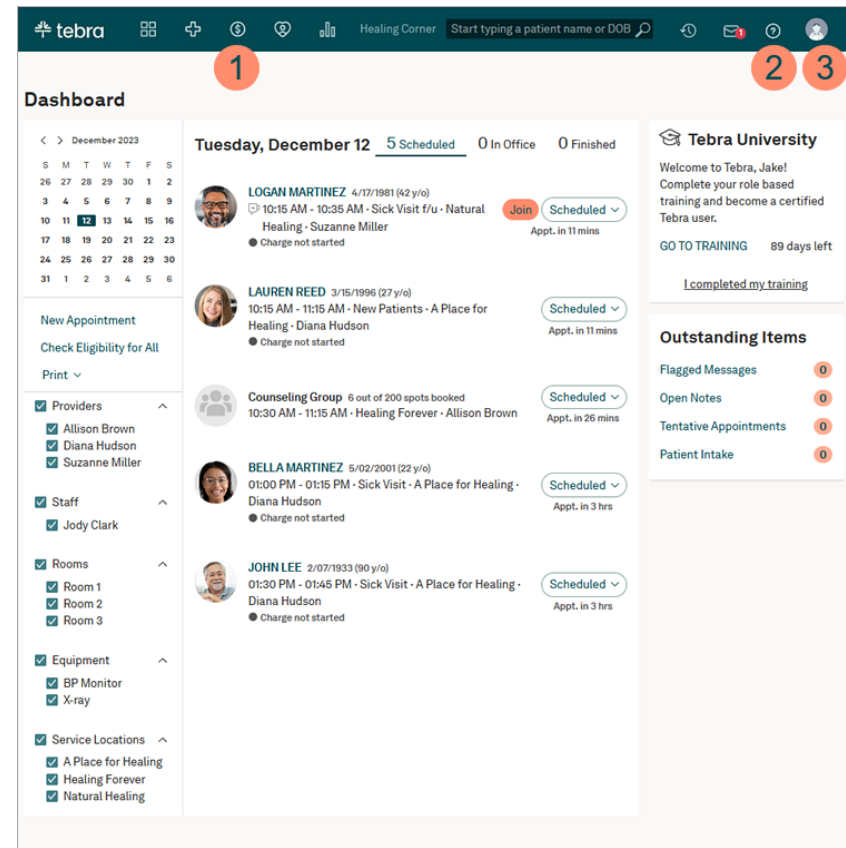 tebra
Healing Corner Start typing a patient name or DOB
1
1 2 3
Dashboard
December 2023
S M T W T F S
26 27 28 29 30 1 2
3 4 5 6 7 8 9
10 11 12 13 14 15 16
17 18 19 20 21 22 23
24 25 26 27 28 29 30
31 1 2 3 4 5 6
New Appointment
Check Eligibility for All
Print
Providers
Allison Brown
Diana Hudson
Suzanne Miller
Staff
Jody Clark
Rooms
Room 1
Room 2
Room 3
Equipment
BP Monitor
X-ray
Service Locations
A Place for Healing
Healing Forever
Natural Healing
Tuesday, December 12 5 Scheduled 0 In Office 0 Finished
LOGAN MARTINEZ 4/17/1981 (42 y/o)
10:15 AM - 10:35 AM · Sick Visit f/u · Natural
Healing · Suzanne Miller
Charge not started
Join Scheduled
Appt. in 11 mins
LAUREN REED 3/15/1996 (27 y/o)
10:15 AM - 11:15 AM · New Patients · A Place for
Healing · Diana Hudson
Charge not started
Scheduled
Appt. in 11 mins
Counseling Group 6 out of 200 spots booked
10:30 AM - 11:15 AM · Healing Forever · Allison Brown
Scheduled
Appt. in 26 mins
BELLA MARTINEZ 5/02/2001 (22 y/o)
01:00 PM - 01:15 PM · Sick Visit · A Place for Healing ·
Diana Hudson
Charge not started
Scheduled
Appt. in 3 hrs
JOHN LEE 2/07/1933 (90 y/o)
01:30 PM - 01:45 PM · Sick Visit · A Place for Healing ·
Diana Hudson
Charge not started
Scheduled
Appt. in 3 hrs
Tebra University
Welcome to Tebra, Jake!
Complete your role based
training and become a certified
Tebra user.
GO TO TRAINING 89 days left
I completed my training
Outstanding Items
Flagged Messages 0
Open Notes 0
Tentative Appointments 0
Patient Intake 0